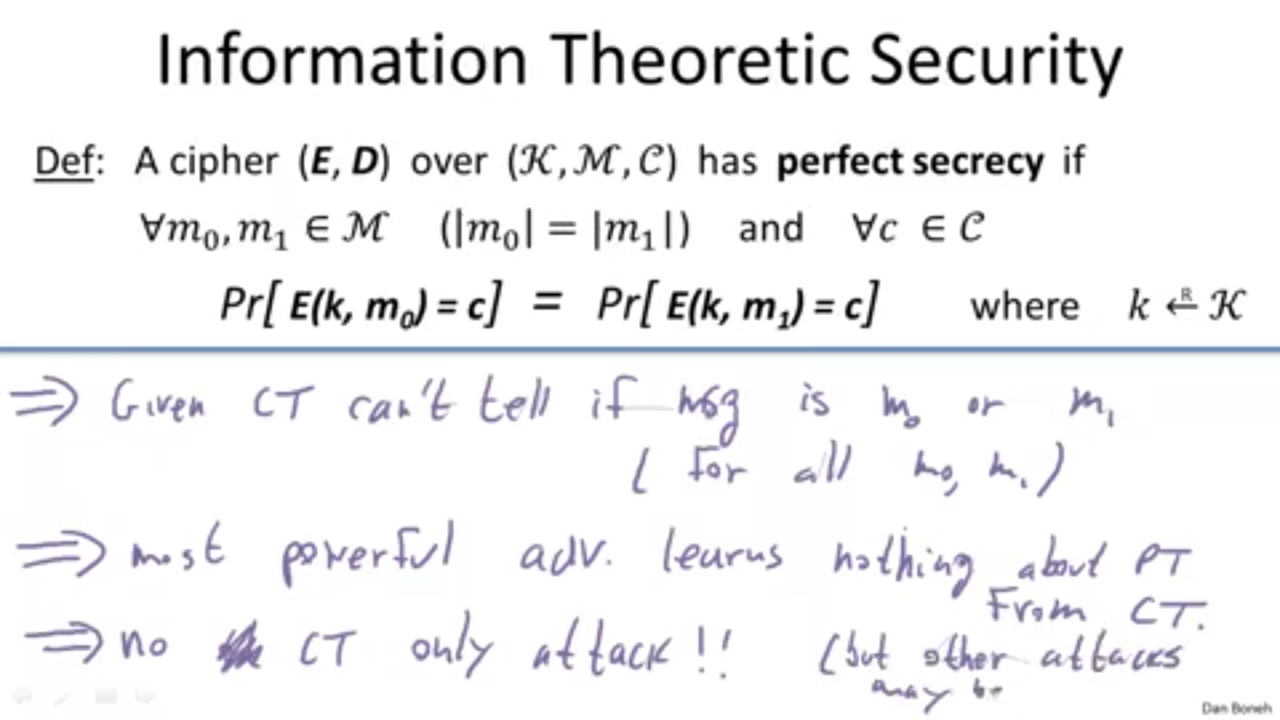 Information Theoretic Security
Def: A cipher (E, D) over (𝒦, ℳ, 𝒞) has perfect secrecy if
∀m₀, m₁ ∈ ℳ (|m₀| = |m₁|) and ∀c ∈ 𝒞
Pr[ E(k, m₀) = c ] = Pr[ E(k, m₁) = c ] where k ←ᴿ 𝒦
⟹ Given CT can't tell if msg is m₀ or m₁
( for all m₀, m₁ )
⟹ most powerful adv. learns nothing about PT
From CT.
⟹ no CT only attack!! (but other attacks
may be
Dan Boneh